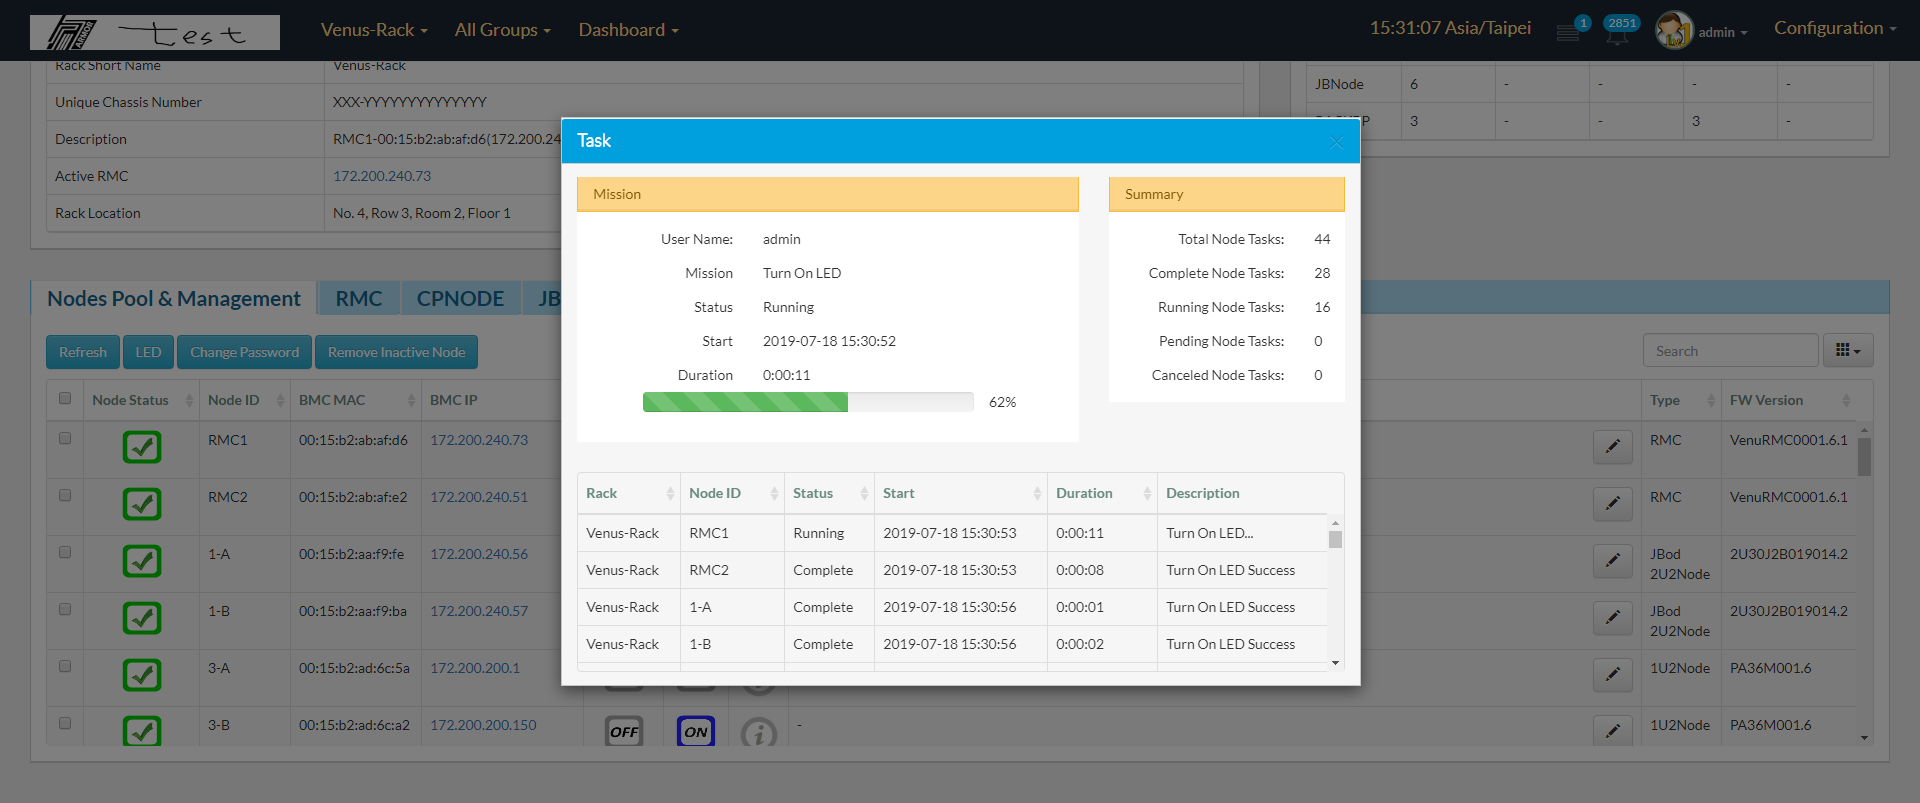 ARMOR test Venus-Rack All Groups Dashboard 15:31:07 Asia/Taipei 1 2851 admin Configuration
Rack Short Name Venus-Rack
Unique Chassis Number XXX-YYYYYYYYYYYYYY
Description RMC1-00:15:b2:ab:af:d6(172.200.24
Active RMC 172.200.240.73
Rack Location No. 4, Row 3, Room 2, Floor 1
JBNode 6 - - - -
3 - - 3 -
Nodes Pool & Management RMC CPNODE JB
Refresh LED Change Password Remove Inactive Node Search
Node Status Node ID BMC MAC BMC IP Type FW Version
RMC1 00:15:b2:ab:af:d6 172.200.240.73 RMC VenuRMC0001.6.1
RMC2 00:15:b2:ab:af:e2 172.200.240.51 RMC VenuRMC0001.6.1
1-A 00:15:b2:aa:f9:fe 172.200.240.56 JBod 2U30J2B019014.2
2U2Node
1-B 00:15:b2:aa:f9:ba 172.200.240.57 JBod 2U30J2B019014.2
2U2Node
3-A 00:15:b2:ad:6c:5a 172.200.200.1 1U2Node PA36M001.6
3-B 00:15:b2:ad:6c:a2 172.200.200.150 OFF ON i - 1U2Node PA36M001.6
Task
Mission
User Name: admin
Mission Turn On LED
Status Running
Start 2019-07-18 15:30:52
Duration 0:00:11
62%
Summary
Total Node Tasks: 44
Complete Node Tasks: 28
Running Node Tasks: 16
Pending Node Tasks: 0
Canceled Node Tasks: 0
Rack Node ID Status Start Duration Description
Venus-Rack RMC1 Running 2019-07-18 15:30:53 0:00:11 Turn On LED...
Venus-Rack RMC2 Complete 2019-07-18 15:30:53 0:00:08 Turn On LED Success
Venus-Rack 1-A Complete 2019-07-18 15:30:56 0:00:01 Turn On LED Success
Venus-Rack 1-B Complete 2019-07-18 15:30:56 0:00:02 Turn On LED Success